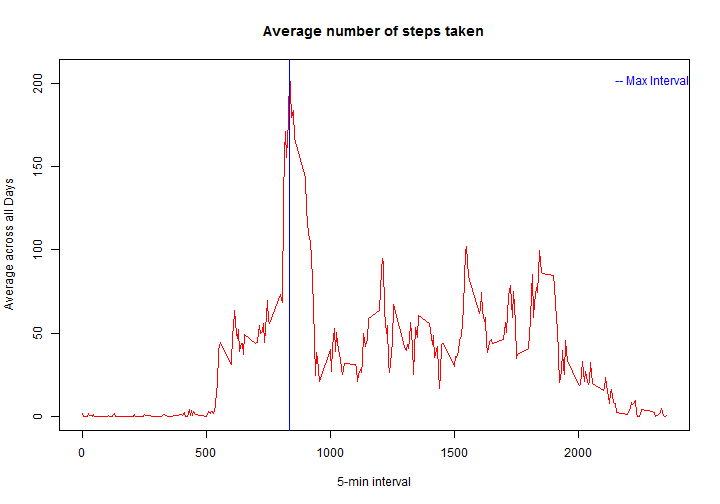 Average number of steps taken
-- Max Interval
Average across all Days
200
150
100
50
0
0
500
1000
1500
2000
5-min interval